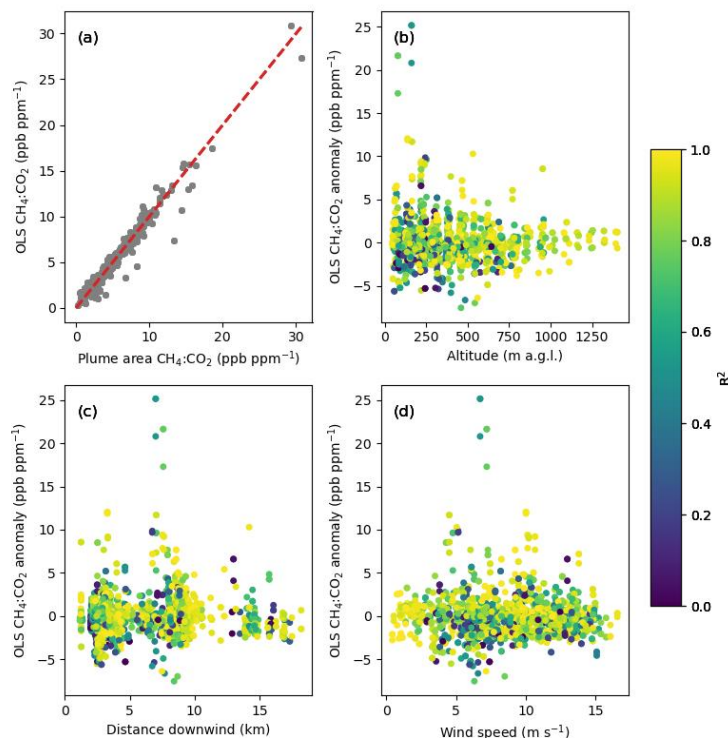 (a)
30
25
20
15
10
5
0
OLS CH₄:CO₂ (ppb ppm⁻¹)
0 10 20 30
Plume area CH₄:CO₂ (ppb ppm⁻¹)
(b)
25
20
15
10
5
0
−5
OLS CH₄:CO₂ anomaly (ppb ppm⁻¹)
0 250 500 750 1000 1250
Altitude (m a.g.l.)
(c)
25
20
15
10
5
0
−5
OLS CH₄:CO₂ anomaly (ppb ppm⁻¹)
0 5 10 15
Distance downwind (km)
(d)
25
20
15
10
5
0
−5
OLS CH₄:CO₂ anomaly (ppb ppm⁻¹)
0 5 10 15
Wind speed (m s⁻¹)
1.0
0.8
0.6
0.4
0.2
0.0
R²